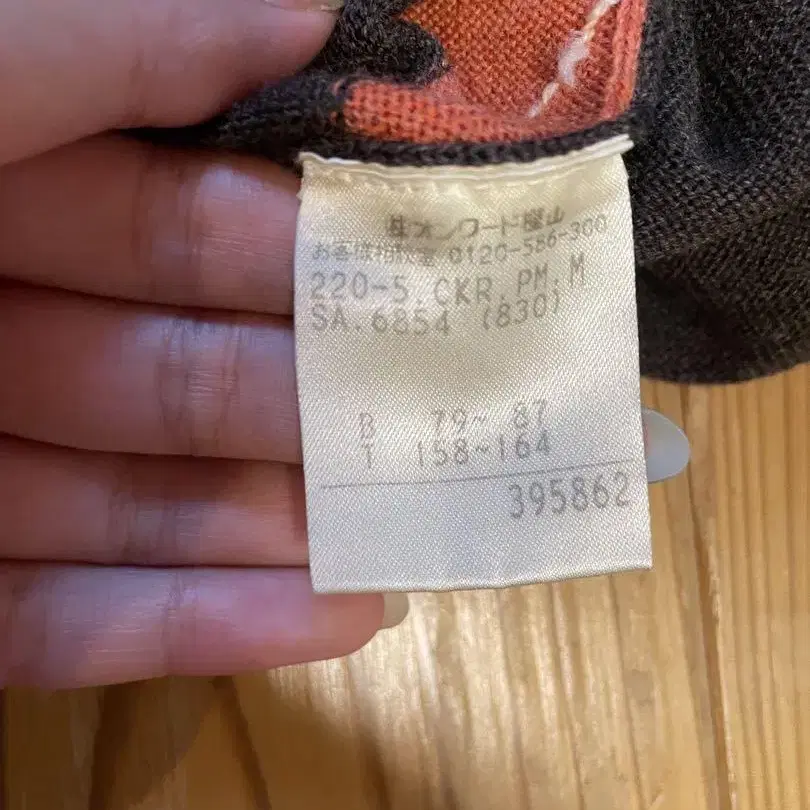 ㈱オンワード樫山
お客様相談室 0120-586-300
220-5.CKR.PM.M
SA.6854 (830)
B 79~ 87
T 158~164
395862